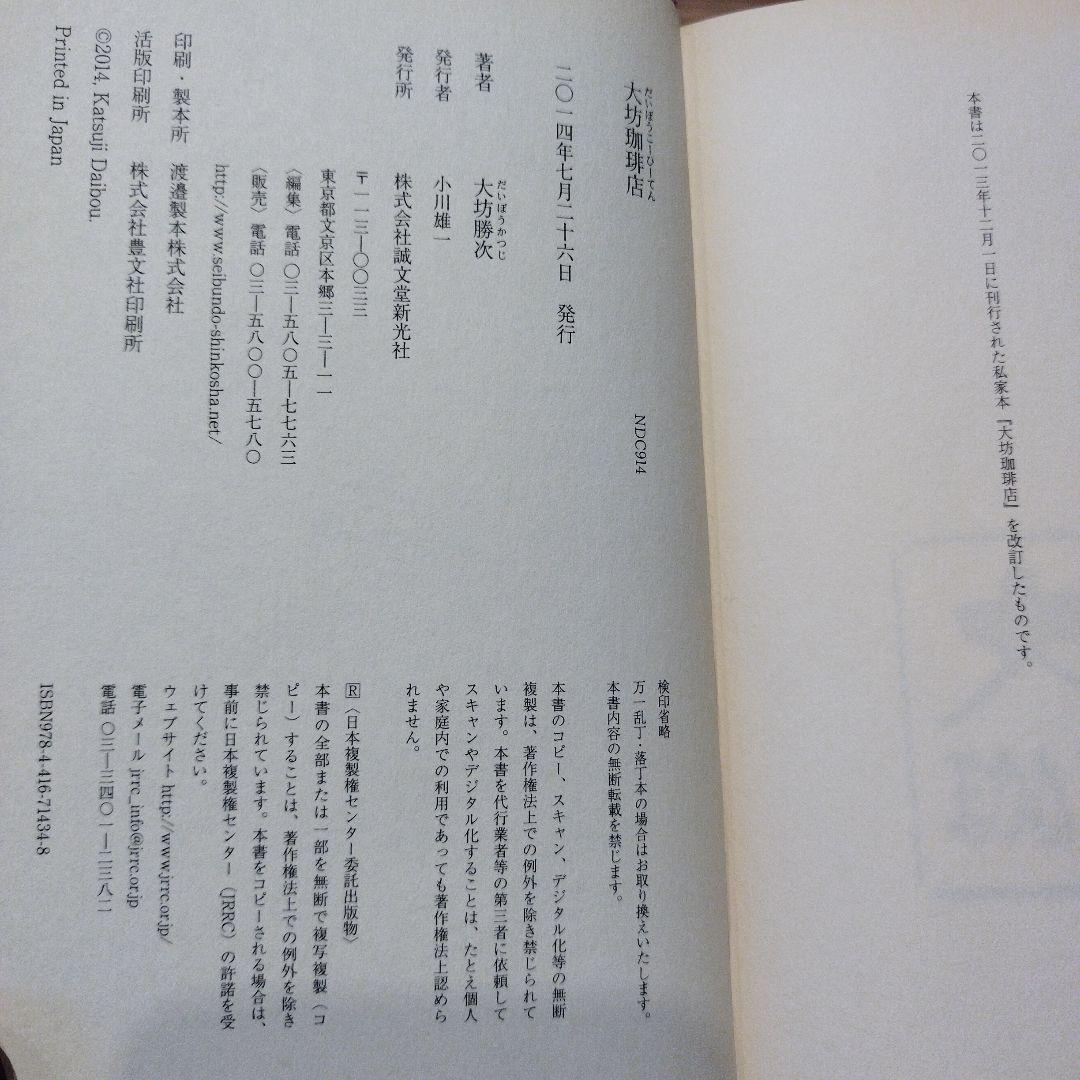 本書は二〇一三年十二月一日に刊行された私家本『大坊珈琲店』を改訂したものです。
だいぼうこーひーてん
大坊珈琲店
NDC914
二〇一四年七月二十六日 発行
著者 大坊勝次
だいぼうかつじ
発行者 小川雄一
発行所 株式会社誠文堂新光社
〒一一三―〇〇三三
東京都文京区本郷三―三―一一
〈編集〉電話 〇三―五八〇五―七七六三
〈販売〉電話 〇三―五八〇〇―五七八〇
http://www.seibundo-shinkosha.net/
印刷・製本所 渡邉製本株式会社
活版印刷所 株式会社豊文社印刷所
©2014, Katsuji Daibou.
Printed in Japan
検印省略
万一乱丁・落丁本の場合はお取り換えいたします。
本書内容の無断転載を禁じます。
本書のコピー、スキャン、デジタル化等の無断
複製は、著作権法上での例外を除き禁じられて
います。本書を代行業者等の第三者に依頼して
スキャンやデジタル化することは、たとえ個人
や家庭内での利用であっても著作権法上認めら
れません。
R〈日本複製権センター委託出版物〉
本書の全部または一部を無断で複写複製（コ
ピー）することは、著作権法上での例外を除き
禁じられています。本書をコピーされる場合は、
事前に日本複製権センター（JRRC）の許諾を受
けてください。
ウェブサイト http://www.jrrc.or.jp/
電子メール jrrc_info@jrrc.or.jp
電話 〇三―三四〇一―二三八二
ISBN978-4-416-71434-8